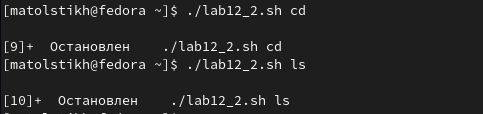 [matolstikh@fedora ~]$ ./lab12_2.sh cd
[9]+  Остановлен    ./lab12_2.sh cd
[matolstikh@fedora ~]$ ./lab12_2.sh ls
[10]+  Остановлен    ./lab12_2.sh ls